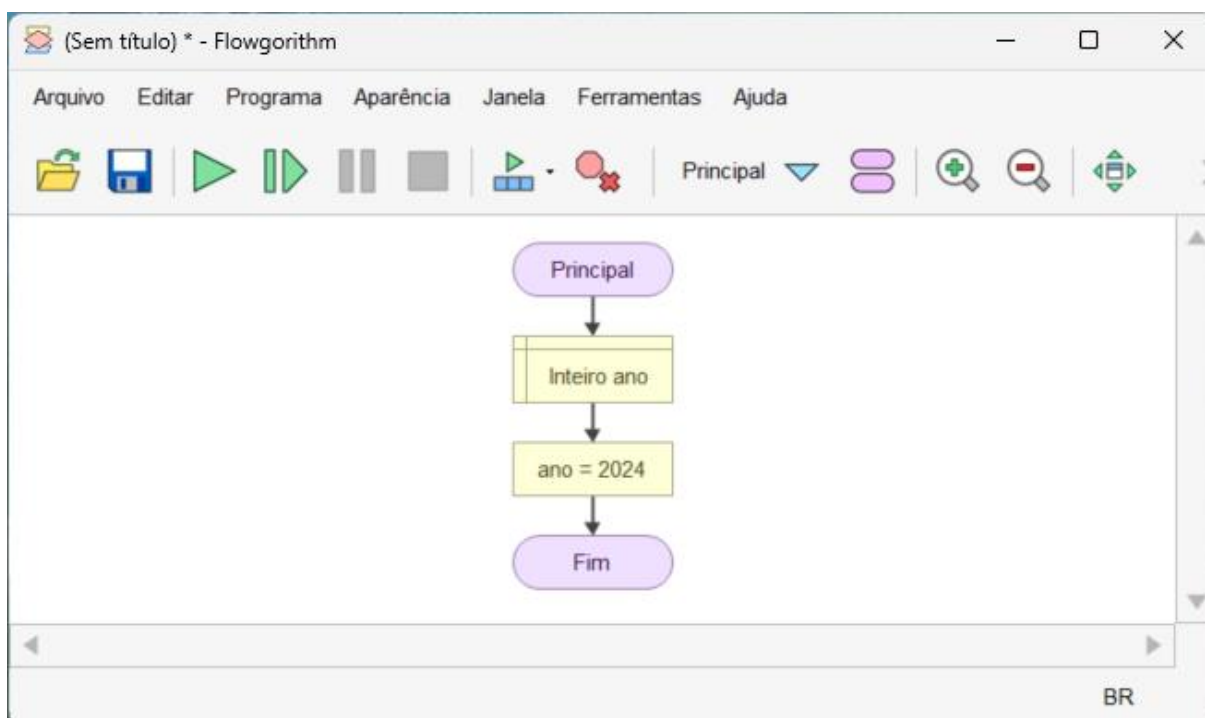 (Sem título) * - Flowgorithm
Arquivo Editar Programa Aparência Janela Ferramentas Ajuda
Principal
Principal
Inteiro ano
ano = 2024
Fim
BR